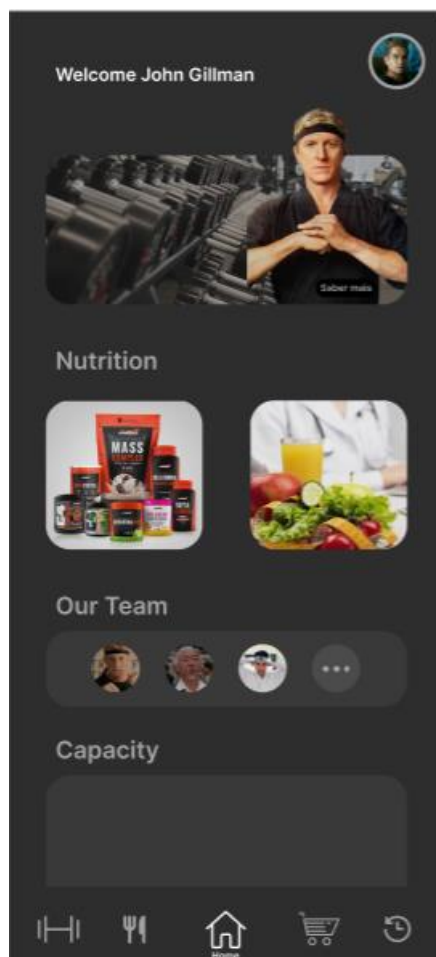 Welcome John Gillman
Saber mais
Nutrition
MASS
Our Team
Capacity
Home